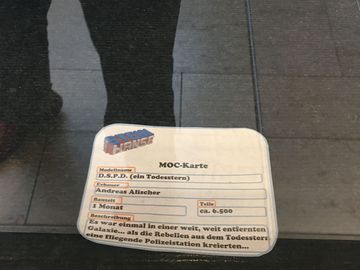 HANSE
MOC-Karte
Modellname
D.S.P.D. (ein Todesstern)
Erbauer
Andreas Alischer
Bauzeit
Teile
1 Monat
ca. 6.500
Beschreibung
Es war einmal in einer weit, weit entfernten
Galaxie... als die Rebellen aus dem Todesstern
eine fliegende Polizeistation kreierten...